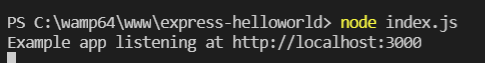 PS C:\wamp64\www\express-helloworld> node index.js
Example app listening at http://localhost:3000